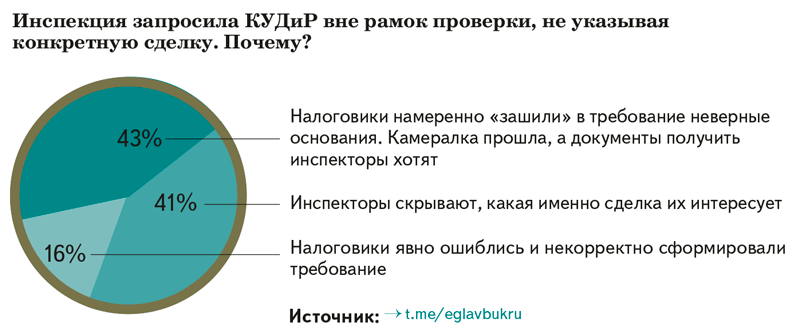 Инспекция запросила КУДиР вне рамок проверки, не указывая
конкретную сделку. Почему?
43%
Налоговики намеренно «зашили» в требование неверные
основания. Камералка прошла, а документы получить
инспекторы хотят
41%
Инспекторы скрывают, какая именно сделка их интересует
16%
Налоговики явно ошиблись и некорректно сформировали
требование
Источник: → t.me/eglavbukru